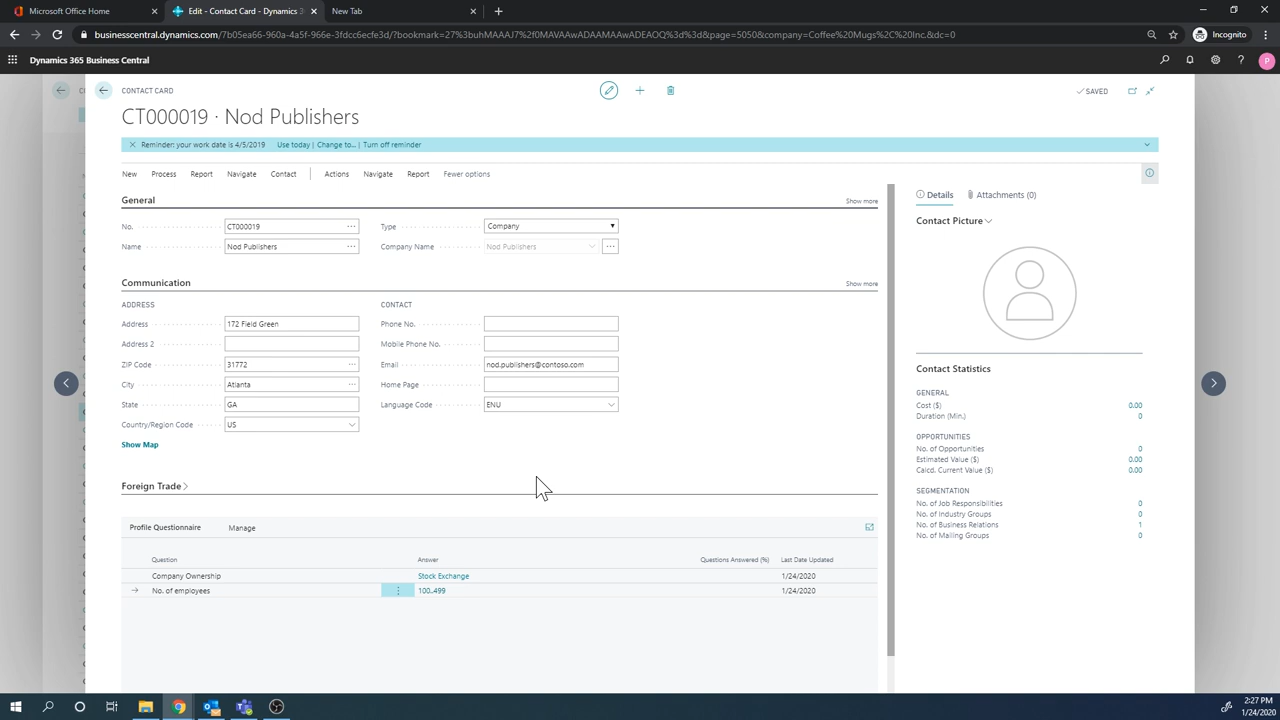 Microsoft Office Home
Edit - Contact Card - Dynamics 3
New Tab
businesscentral.dynamics.com/7b05ea66-960a-4a5f-966e-3fdcc6ecfe3d/?bookmark=27%3buhMAAAJ7%2f0MAVAwADAAMAAwADEAOQ%3d%3d&page=5050&company=Coffee%20Mugs%2C%20Inc.&dc=0
Incognito
Dynamics 365 Business Central
P
CONTACT CARD
SAVED
CT000019 · Nod Publishers
Reminder: your work date is 4/5/2019 Use today | Change to... | Turn off reminder
New Process Report Navigate Contact Actions Navigate Report Fewer options
General Show more
No. CT000019 Type Company
Name Nod Publishers Company Name Nod Publishers
Communication Show more
ADDRESS CONTACT
Address 172 Field Green Phone No.
Address 2 Mobile Phone No.
ZIP Code 31772 Email nod.publishers@contoso.com
City Atlanta Home Page
State GA Language Code ENU
Country/Region Code US
Show Map
Foreign Trade
Profile Questionnaire Manage
Question Answer Questions Answered (%) Last Date Updated
Company Ownership Stock Exchange 1/24/2020
No. of employees 100..499 1/24/2020
Details Attachments (0)
Contact Picture
Contact Statistics
GENERAL
Cost ($) 0.00
Duration (Min.) 0
OPPORTUNITIES
No. of Opportunities 0
Estimated Value ($) 0.00
Calcd. Current Value ($) 0.00
SEGMENTATION
No. of Job Responsibilities 0
No. of Industry Groups 0
No. of Business Relations 1
No. of Mailing Groups 0
2:27 PM
1/24/2020